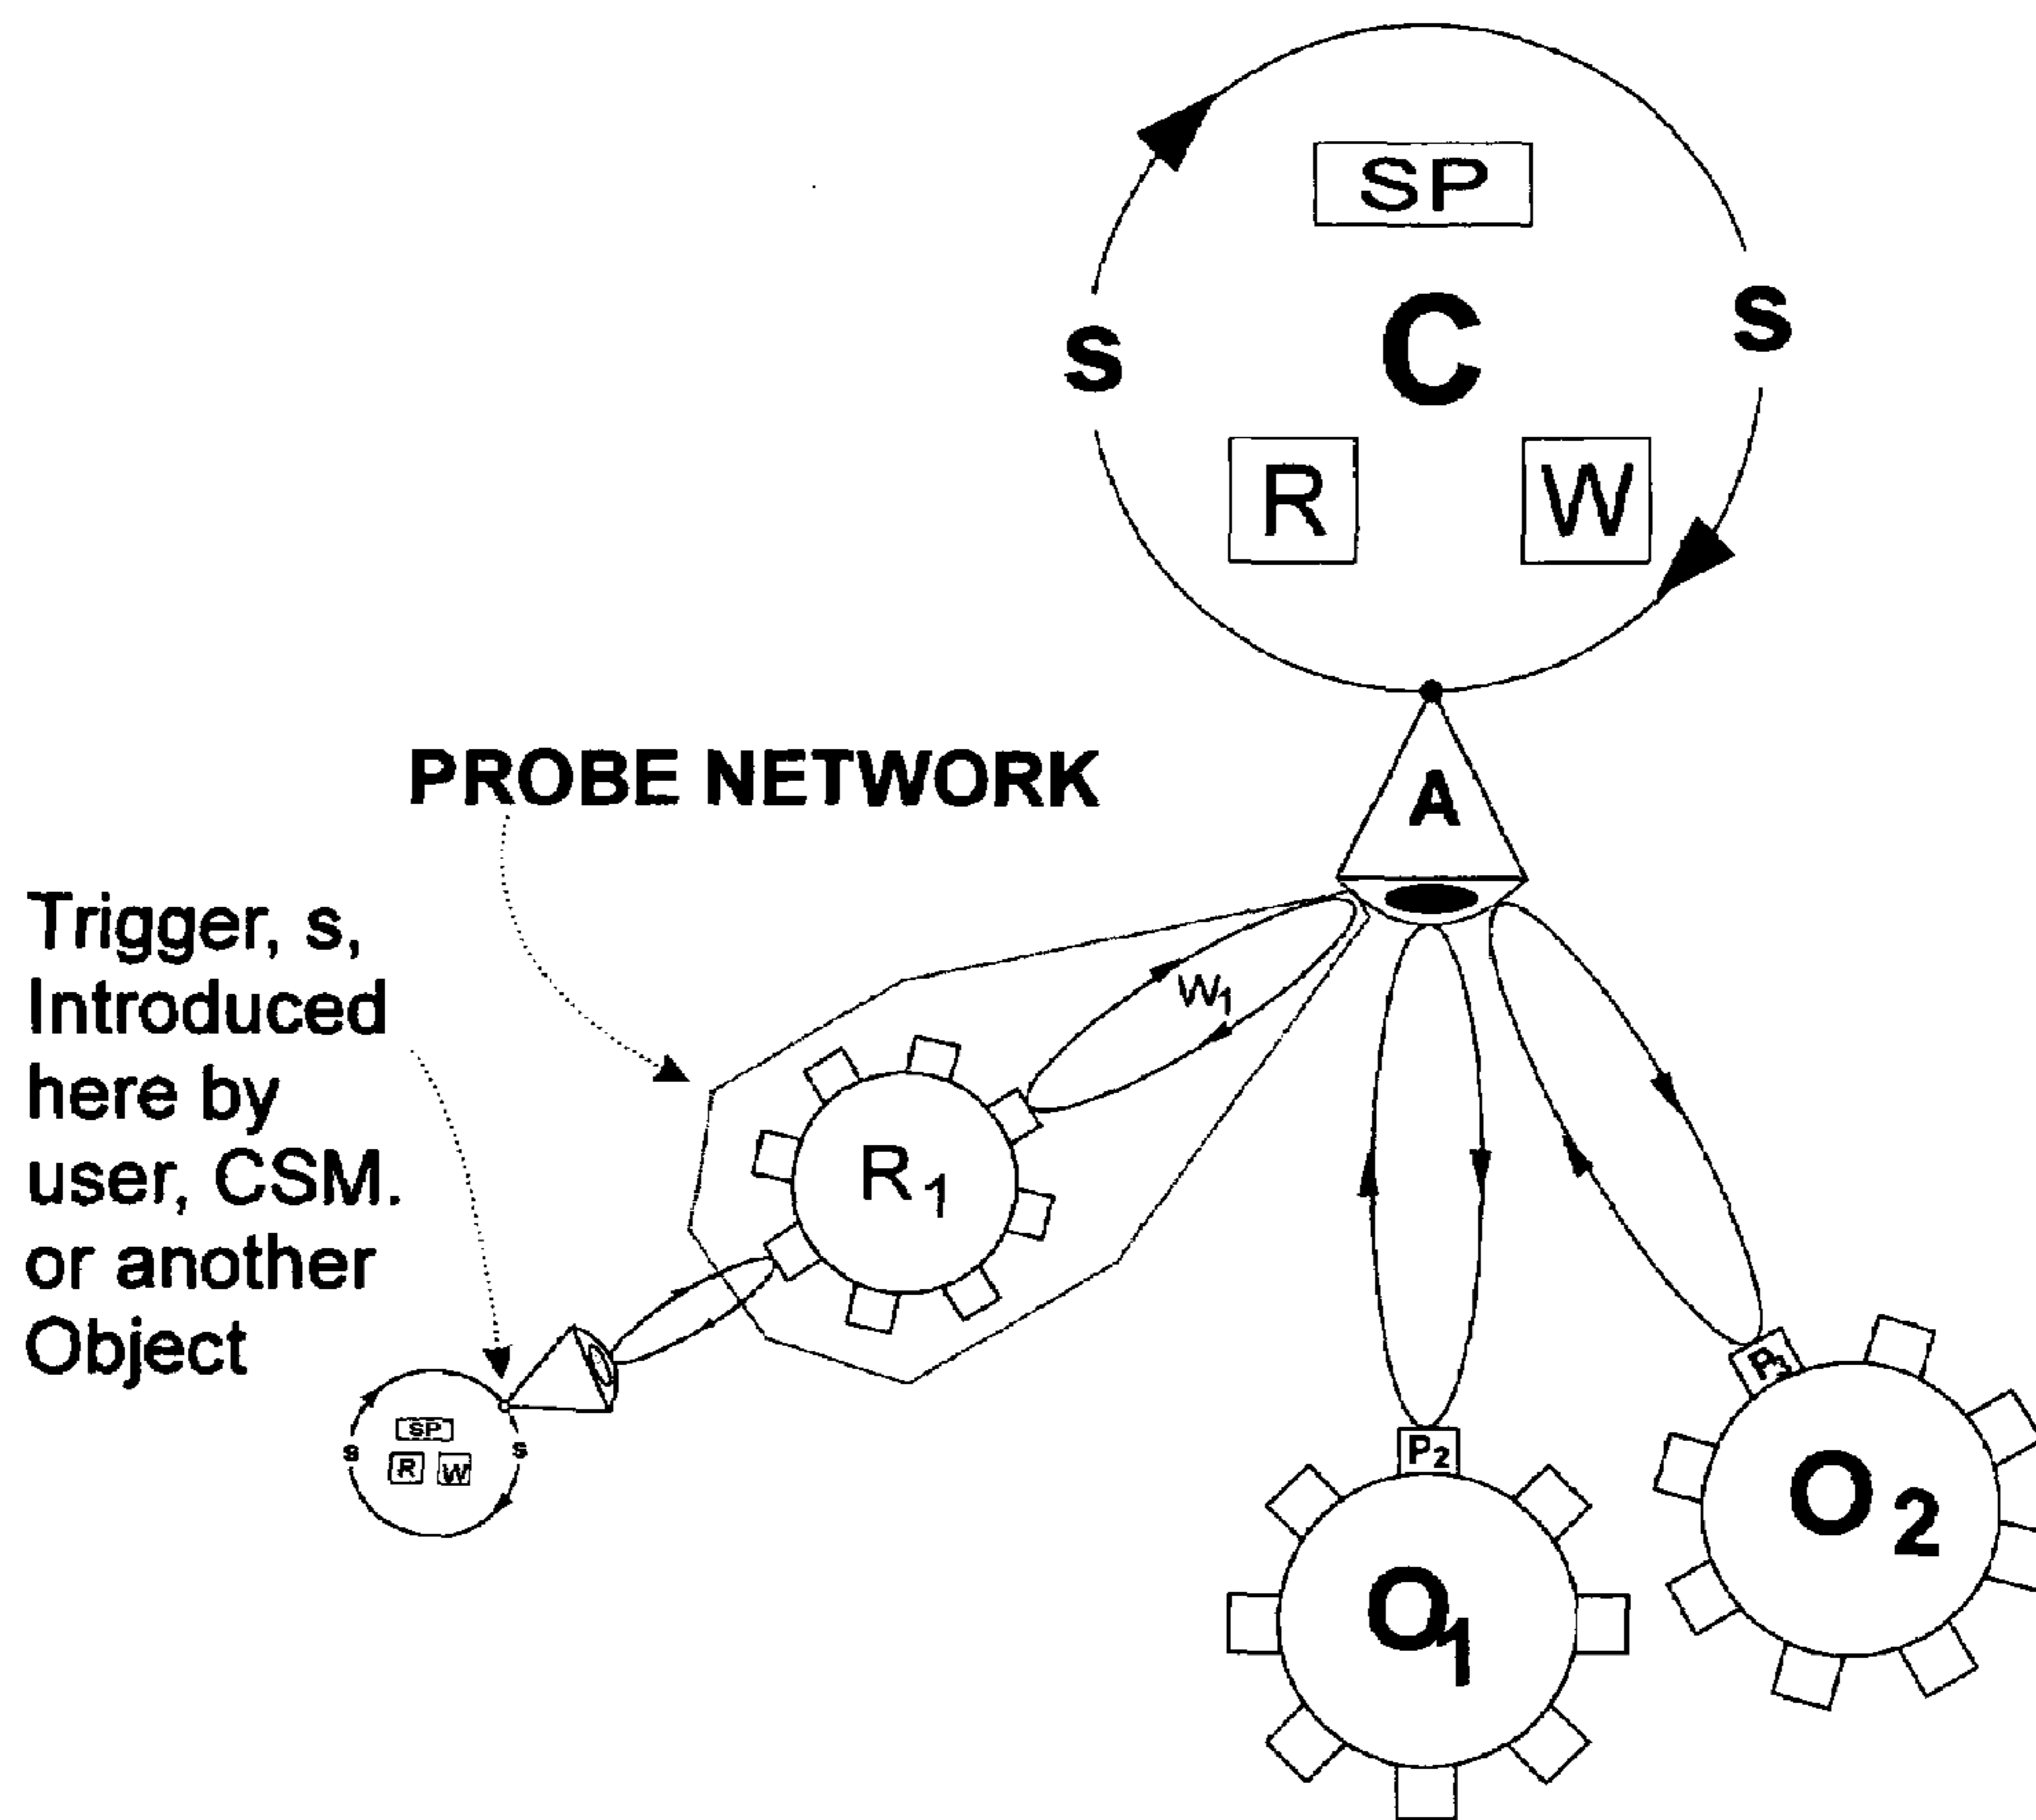 SP
s
C
s
R
W
PROBE NETWORK
A
Trigger, s,
Introduced
here by
user, CSM.
or another
Object
W1
R1
SP
s
s
R
W
P2
O1
O2